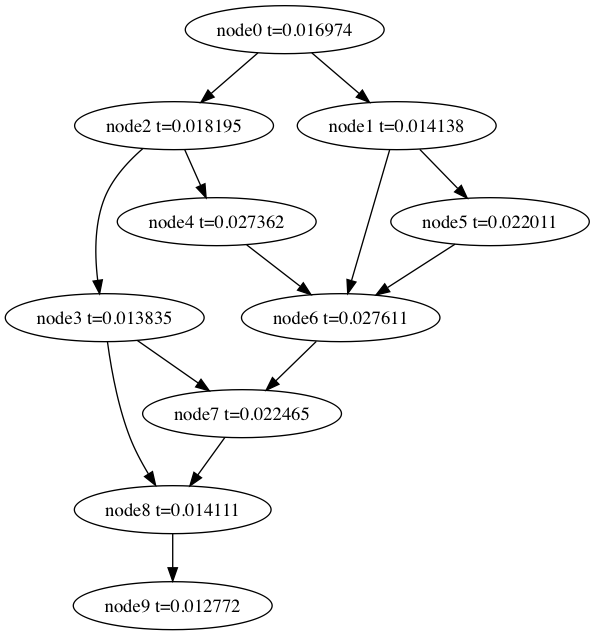 node0 t=0.016974
node2 t=0.018195
node1 t=0.014138
node4 t=0.027362
node5 t=0.022011
node3 t=0.013835
node6 t=0.027611
node7 t=0.022465
node8 t=0.014111
node9 t=0.012772